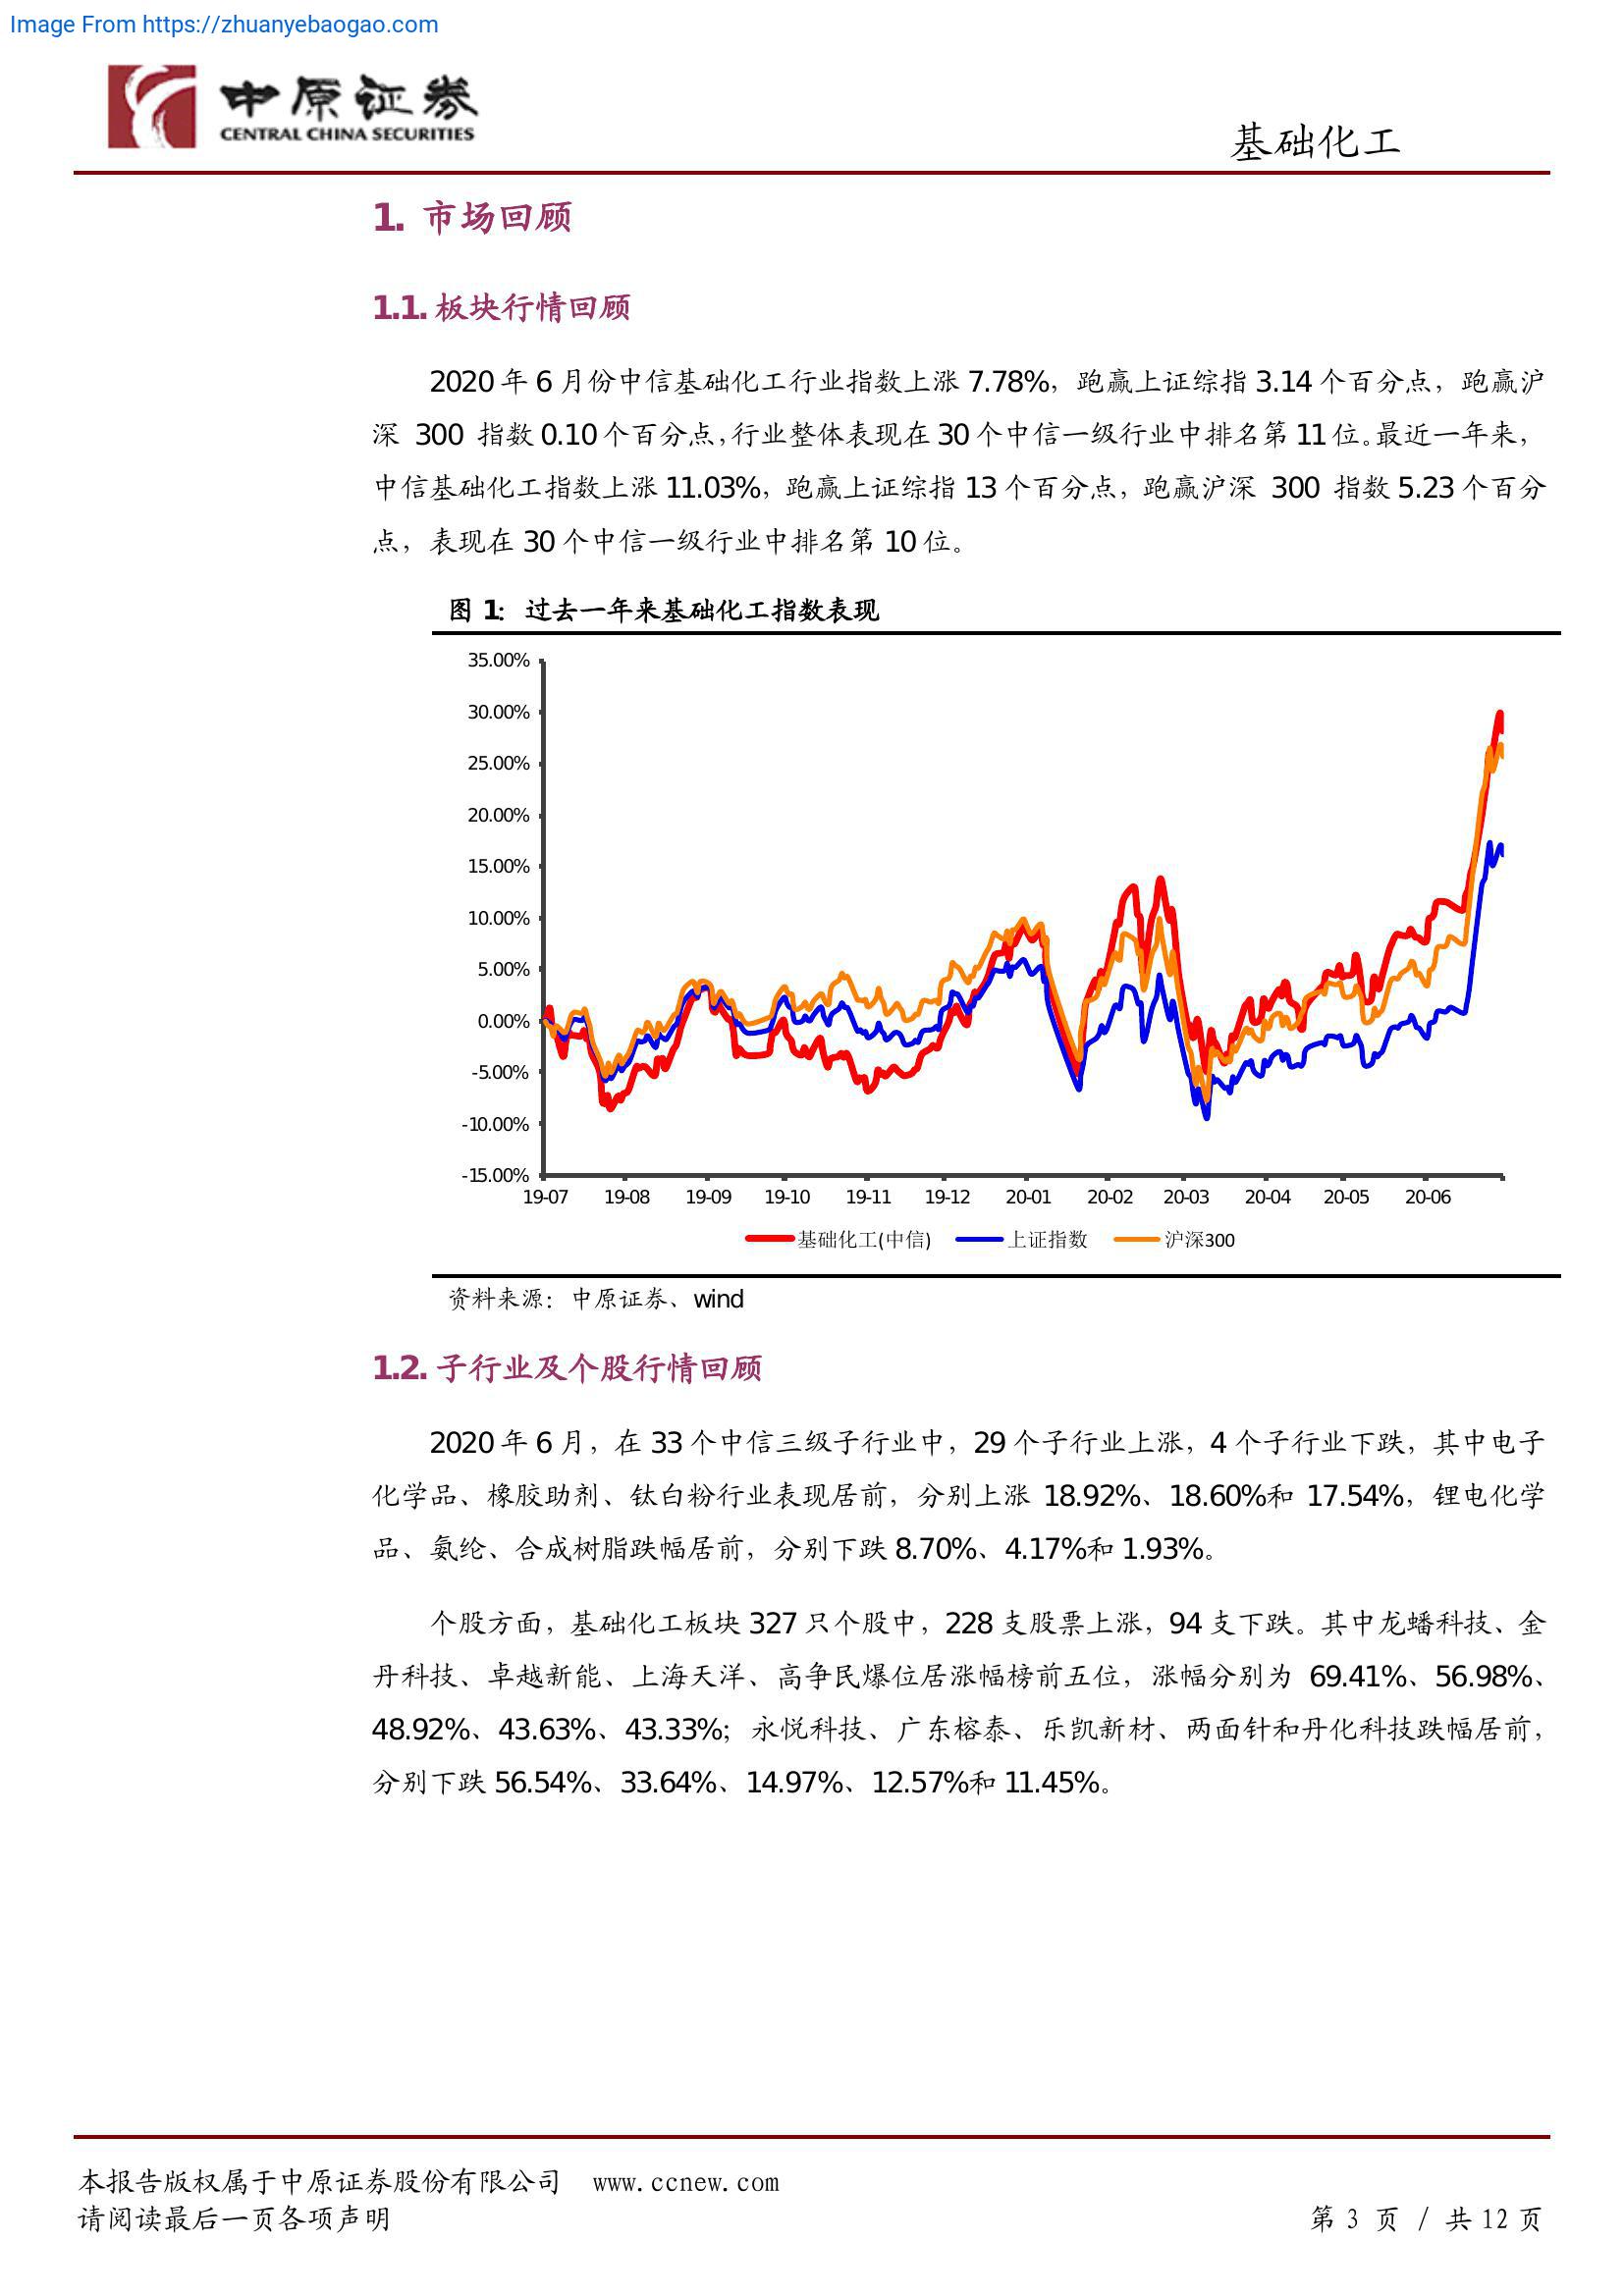 Image From https://zhuanyebaogao.com
中原证券
CENTRAL CHINA SECURITIES
基础化工
1. 市场回顾
1.1. 板块行情回顾
2020 年 6 月份中信基础化工行业指数上涨 7.78%，跑赢上证综指 3.14 个百分点，跑赢沪
深 300 指数 0.10 个百分点，行业整体表现在 30 个中信一级行业中排名第 11 位。最近一年来，
中信基础化工指数上涨 11.03%，跑赢上证综指 13 个百分点，跑赢沪深 300 指数 5.23 个百分
点，表现在 30 个中信一级行业中排名第 10 位。
图 1：过去一年来基础化工指数表现
35.00%
30.00%
25.00%
20.00%
15.00%
10.00%
5.00%
0.00%
-5.00%
-10.00%
-15.00%
19-07 19-08 19-09 19-10 19-11 19-12 20-01 20-02 20-03 20-04 20-05 20-06
基础化工(中信) 上证指数 沪深300
资料来源：中原证券、wind
1.2. 子行业及个股行情回顾
2020 年 6 月，在 33 个中信三级子行业中，29 个子行业上涨，4 个子行业下跌，其中电子
化学品、橡胶助剂、钛白粉行业表现居前，分别上涨 18.92%、18.60%和 17.54%，锂电化学
品、氨纶、合成树脂跌幅居前，分别下跌 8.70%、4.17%和 1.93%。
个股方面，基础化工板块 327 只个股中，228 支股票上涨，94 支下跌。其中龙蟠科技、金
丹科技、卓越新能、上海天洋、高争民爆位居涨幅榜前五位，涨幅分别为 69.41%、56.98%、
48.92%、43.63%、43.33%；永悦科技、广东榕泰、乐凯新材、两面针和丹化科技跌幅居前，
分别下跌 56.54%、33.64%、14.97%、12.57%和 11.45%。
本报告版权属于中原证券股份有限公司 www.ccnew.com
请阅读最后一页各项声明
第 3 页 / 共 12 页